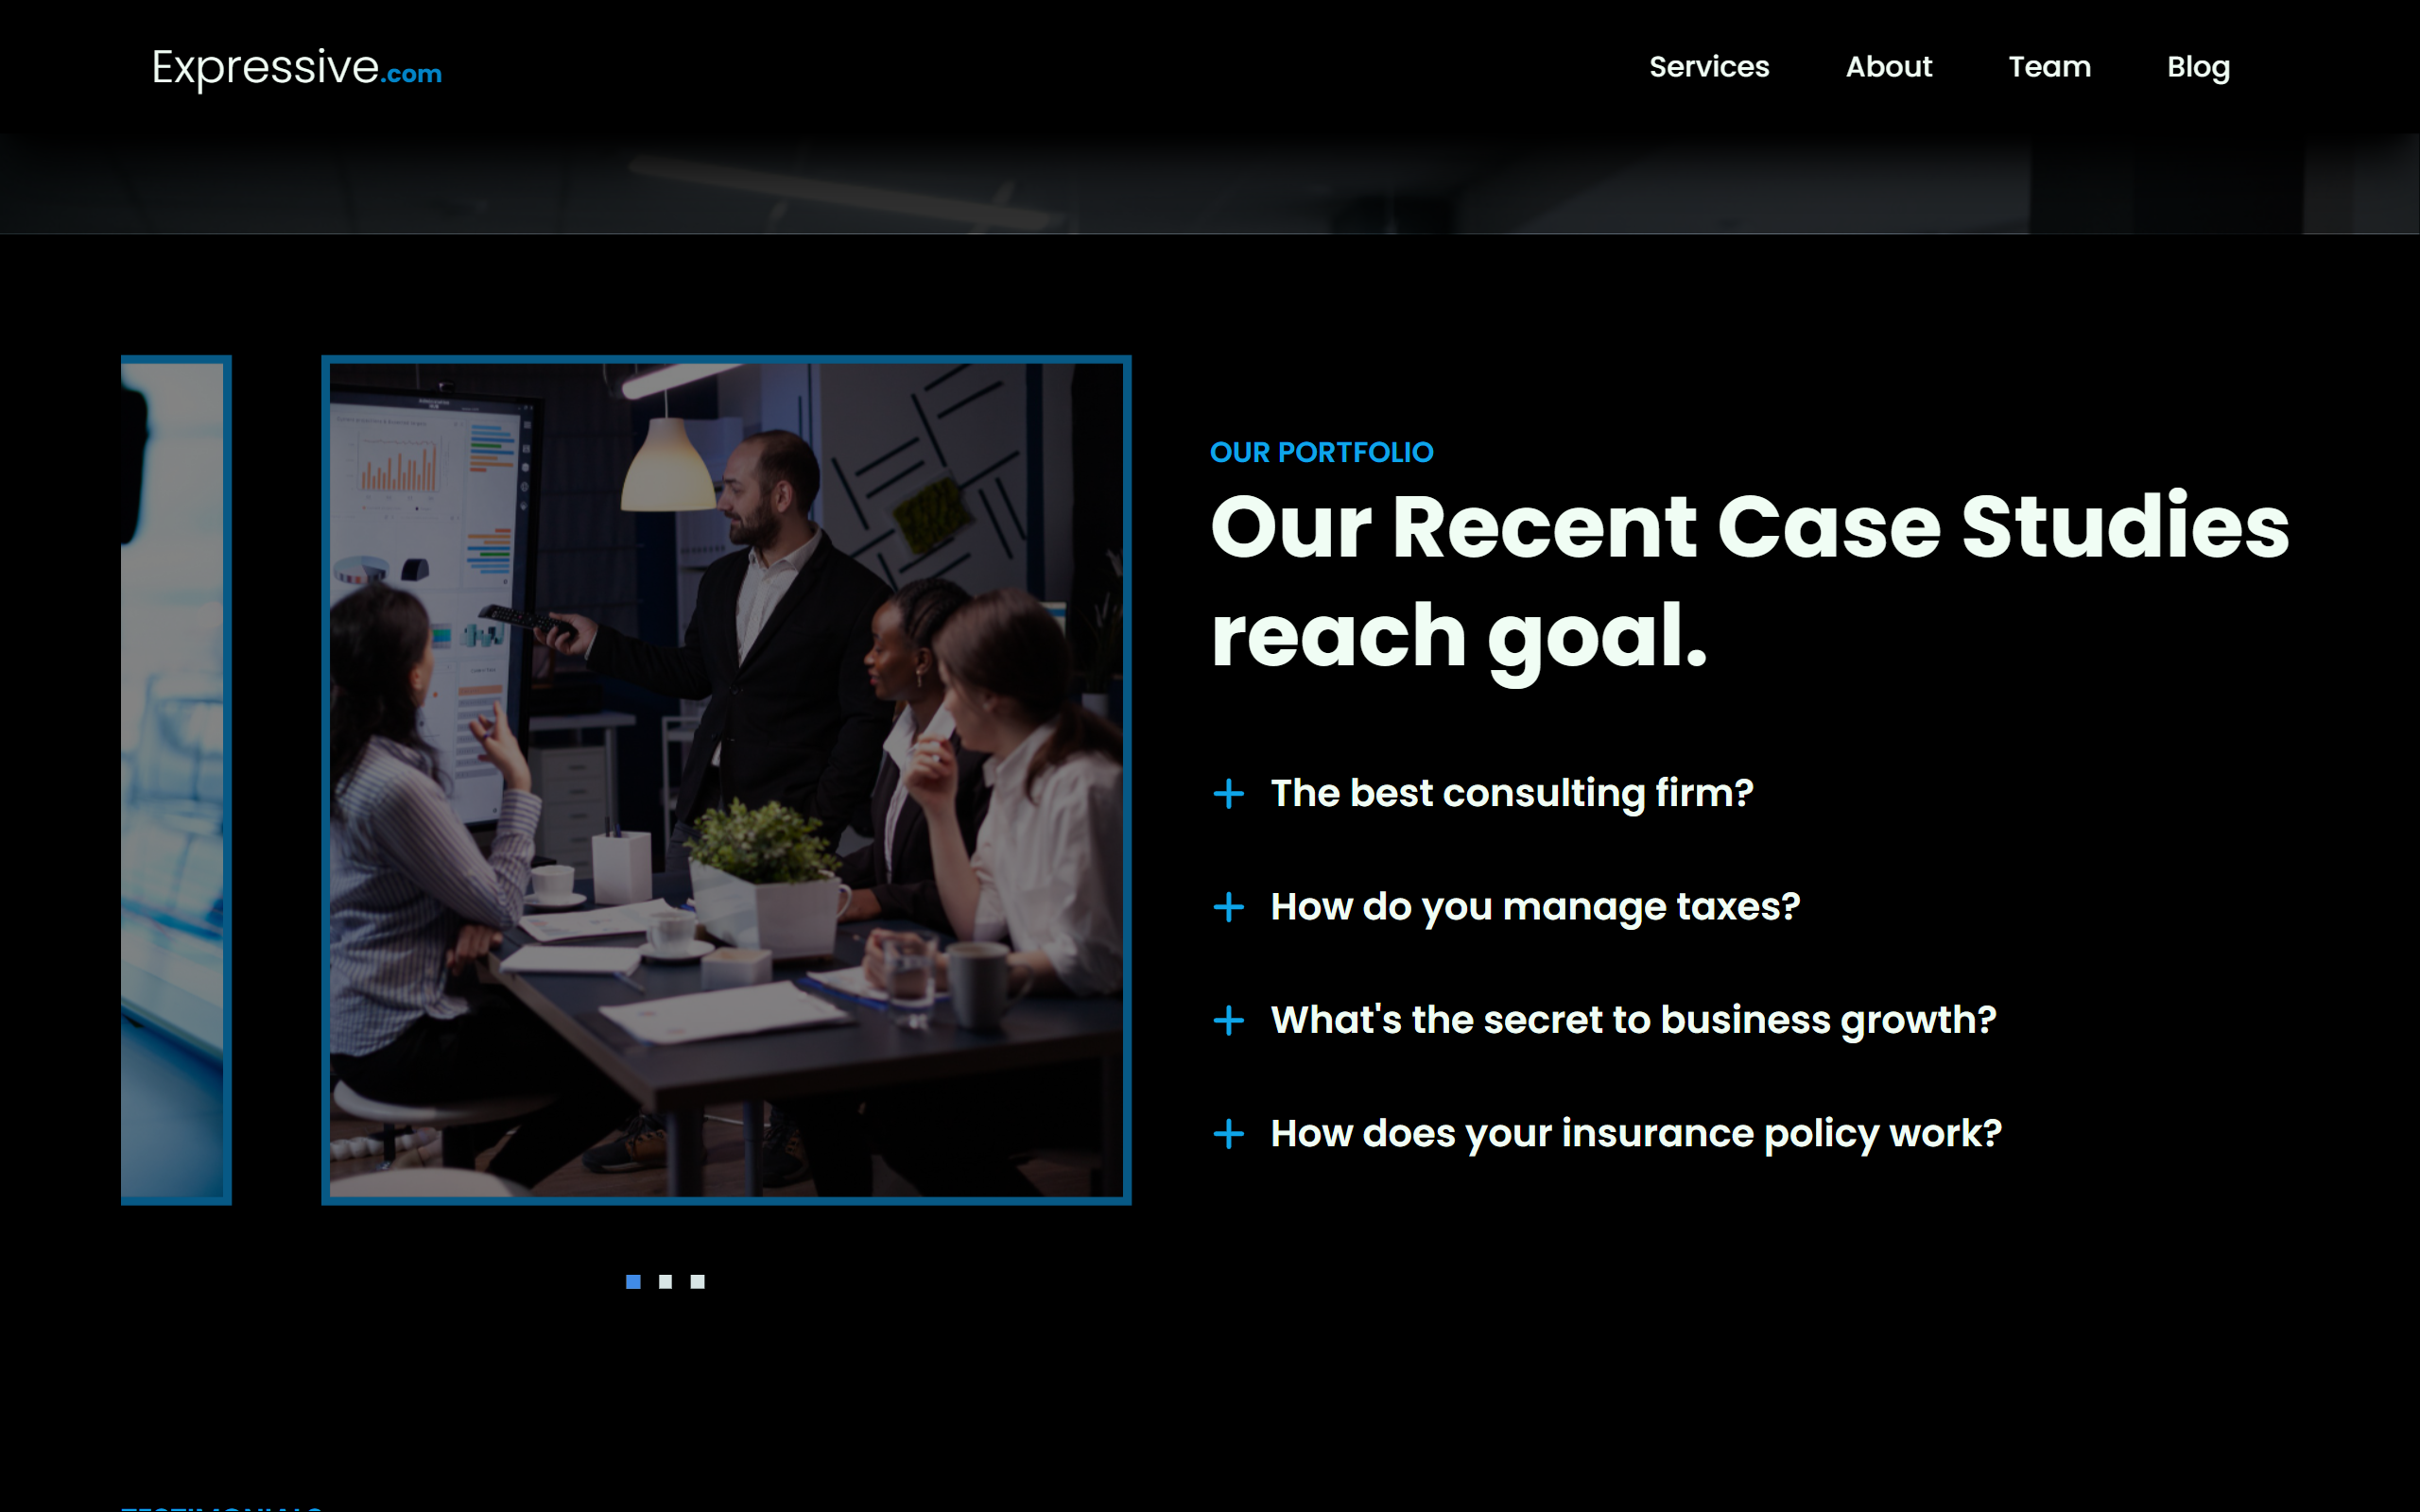 Expressive.com
Services About Team Blog
OUR PORTFOLIO
Our Recent Case Studies
reach goal.
The best consulting firm?
How do you manage taxes?
What's the secret to business growth?
How does your insurance policy work?
TESTIMONIALS